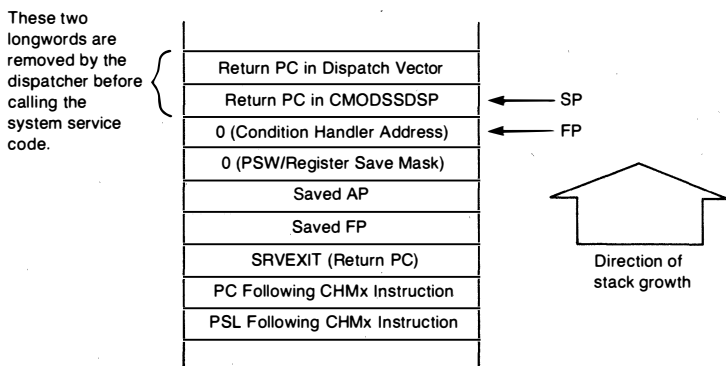 These two
longwords are
removed by the
dispatcher before
calling the
system service
code.
Return PC in Dispatch Vector
Return PC in CMODSSDSP
SP
0 (Condition Handler Address)
FP
0 (PSW/Register Save Mask)
Saved AP
Saved FP
SRVEXIT (Return PC)
PC Following CHMx Instruction
PSL Following CHMx Instruction
Direction of
stack growth